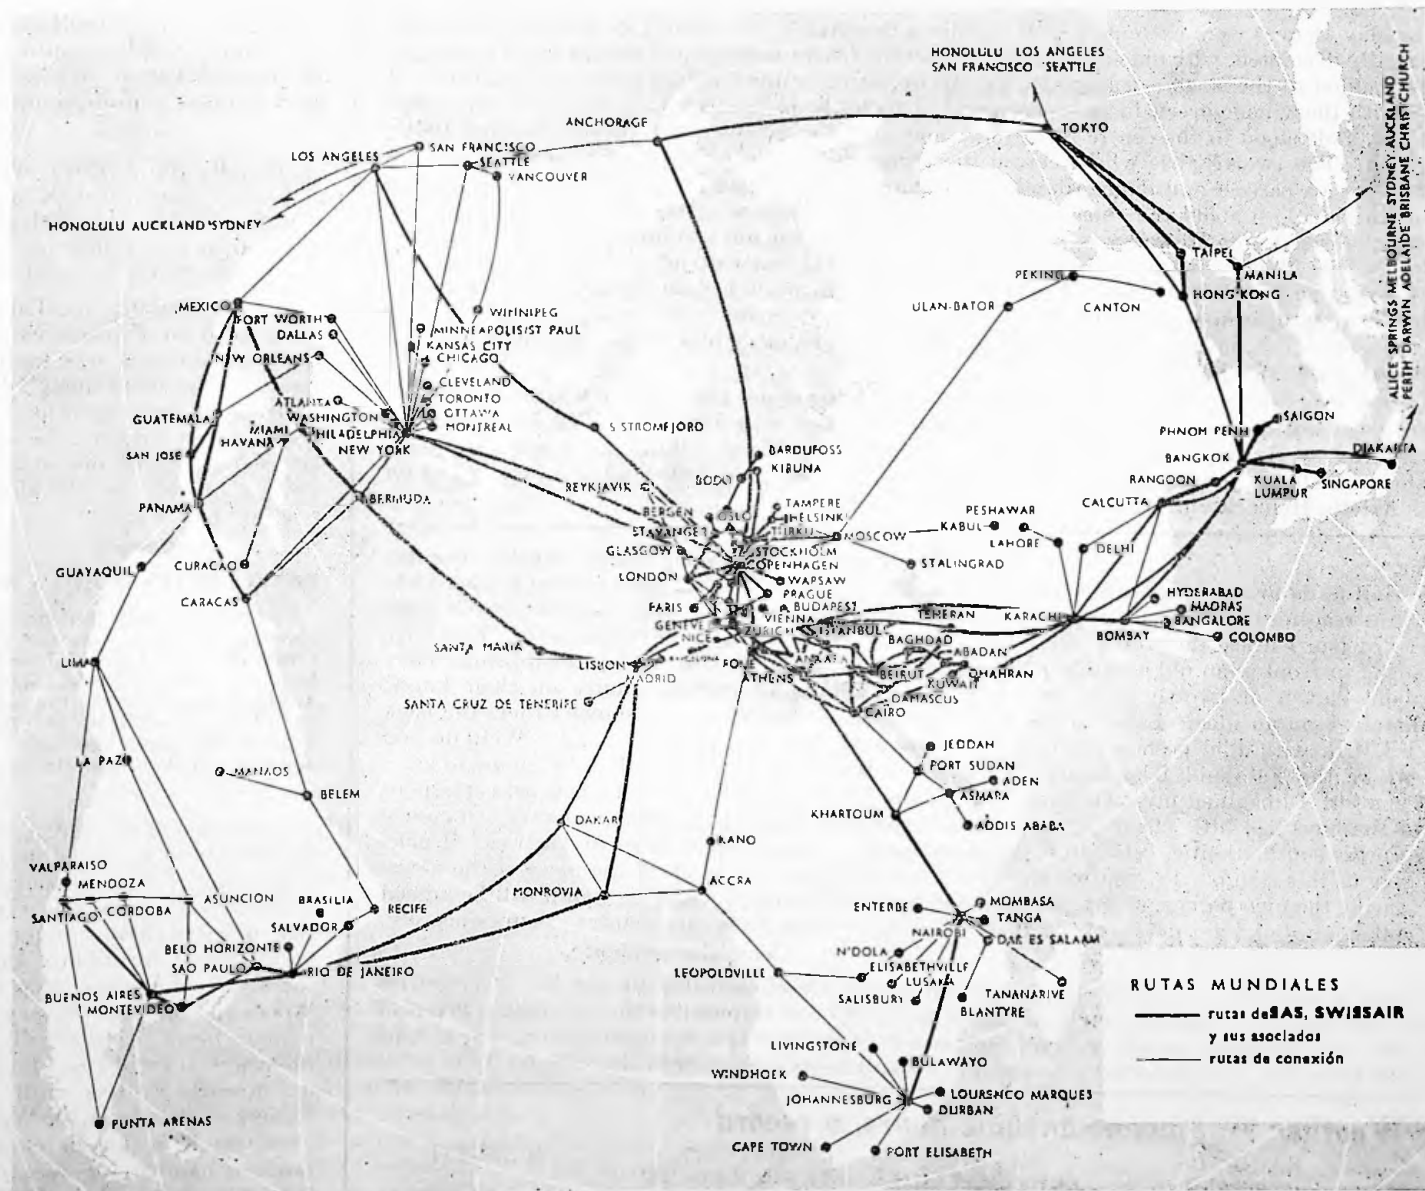 HONOLULU LOS ANGELES
SAN FRANCISCO SEATTLE
ALICE SPRINGS MELBOURNE SYDNEY AUCKLAND
PERTH DARWIN ADELAIDE BRISBANE CHRISTCHURCH
ANCHORAGE
TOKYO
LOS ANGELES
SAN FRANCISCO
SEATTLE
VANCOUVER
HONOLULU AUCKLAND SYDNEY
TAIPEI
MANILA
PEKING
HONG KONG
ULAN-BATOR
CANTON
MEXICO
FORT WORTH
WINNIPEG
DALLAS
MINNEAPOLIS/ST PAUL
KANSAS CITY
NEW ORLEANS
CHICAGO
CLEVELAND
ATLANTA
TORONTO
GUATEMALA
WASHINGTON
OTTAWA
MIAMI
PHILADELPHIA
MONTREAL
HAVANA
NEW YORK
S STROMFJORD
SAIGON
PHNOM PENH
SAN JOSE
BARDUFOSS
BANGKOK
DJAKARTA
KIRUNA
REYKJAVIK
BODO
RANGOON
KUALA
LUMPUR
SINGAPORE
PANAMA
BERMUDA
CALCUTTA
BERGEN
OSLO
TAMPERE
HELSINKI
PESHAWAR
STAVANGER
TURKU
MOSCOW
KABUL
GLASGOW
STOCKHOLM
LAHORE
DELHI
GUAYAQUIL
CURACAO
COPENHAGEN
STALINGRAD
LONDON
WARSAW
CARACAS
PRAGUE
HYDERABAD
PARIS
BUDAPEST
MADRAS
GENEVE
VIENNA
TEHERAN
KARACHI
BANGALORE
ZURICH
ISTANBUL
BOMBAY
COLOMBO
NICE
BAGHDAD
SANTA MARIA
ABADAN
LIMA
LISBON
BARCELONA
ROME
ANKARA
MADRID
ATHENS
BEIRUT
DHAHRAN
KUWAIT
SANTA CRUZ DE TENERIFE
DAMASCUS
CAIRO
JEDDAH
LA PAZ
MANAOS
PORT SUDAN
BELEM
ADEN
ASMARA
DAKAR
KHARTOUM
ADDIS ABABA
KANO
VALPARAISO
MENDOZA
MONROVIA
ACCRA
ASUNCION
BRASILIA
SANTIAGO
CORDOBA
RECIFE
ENTEBBE
MOMBASA
SALVADOR
TANGA
NAIROBI
BELO HORIZONTE
DAR ES SALAAM
N'DOLA
SAO PAULO
RIO DE JANEIRO
LEOPOLDVILLE
ELISABETHVILLE
LUSAKA
BUENOS AIRES
TANANARIVE
SALISBURY
MONTEVIDEO
BLANTYRE
RUTAS MUNDIALES
rutas de SAS, SWISSAIR
y sus asociados
rutas de conexión
LIVINGSTONE
BULAWAYO
WINDHOEK
JOHANNESBURG
LOURENCO MARQUES
DURBAN
PUNTA ARENAS
CAPE TOWN
PORT ELISABETH